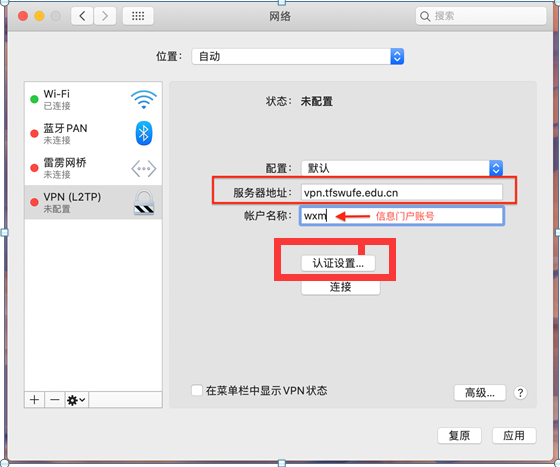 网络
搜索
位置： 自动
Wi-Fi
已连接
蓝牙 PAN
未连接
雷雳网桥
未连接
VPN (L2TP)
未配置
状态： 未配置
配置： 默认
服务器地址： vpn.tfswufe.edu.cn
帐户名称： wxm 信息门户账号
认证设置...
连接
在菜单栏中显示 VPN 状态
高级... ?
复原 应用